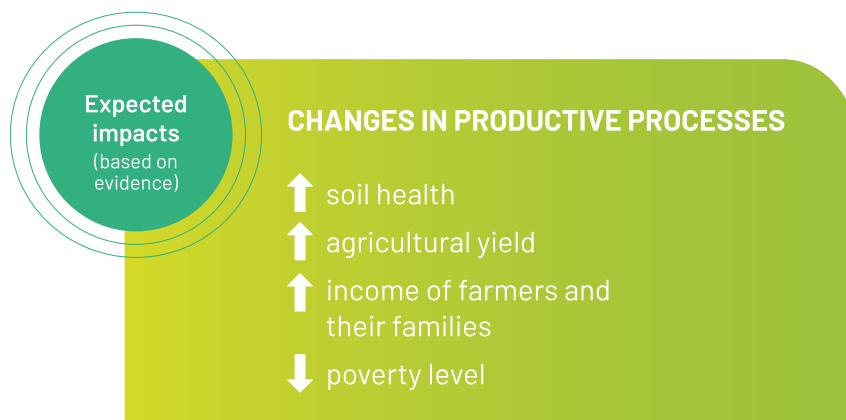 Expected
impacts
(based on
evidence)
CHANGES IN PRODUCTIVE PROCESSES
soil health
agricultural yield
income of farmers and
their families
poverty level